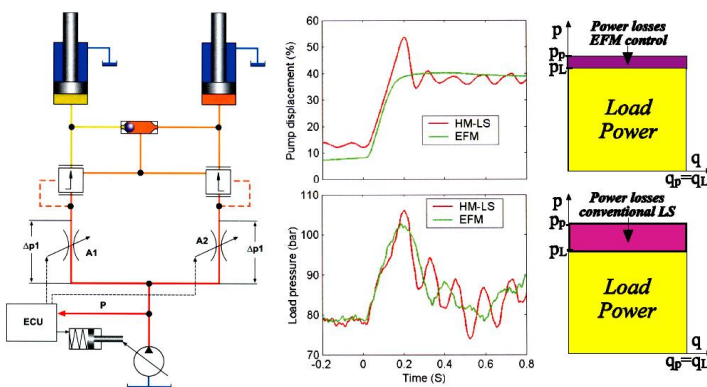 Δp1
A1
A2
Δp1
P
ECU
Pump displacement (%)
60
50
40
30
20
10
0
HM-LS
EFM
Load pressure (bar)
110
100
90
80
70
HM-LS
EFM
-0.2
0
0.2
0.4
0.6
0.8
Time (S)
p
Power losses
EFM control
pp
pL
Load
Power
q
qp=qL
p
Power losses
conventional LS
pp
pL
Load
Power
q
qp=qL